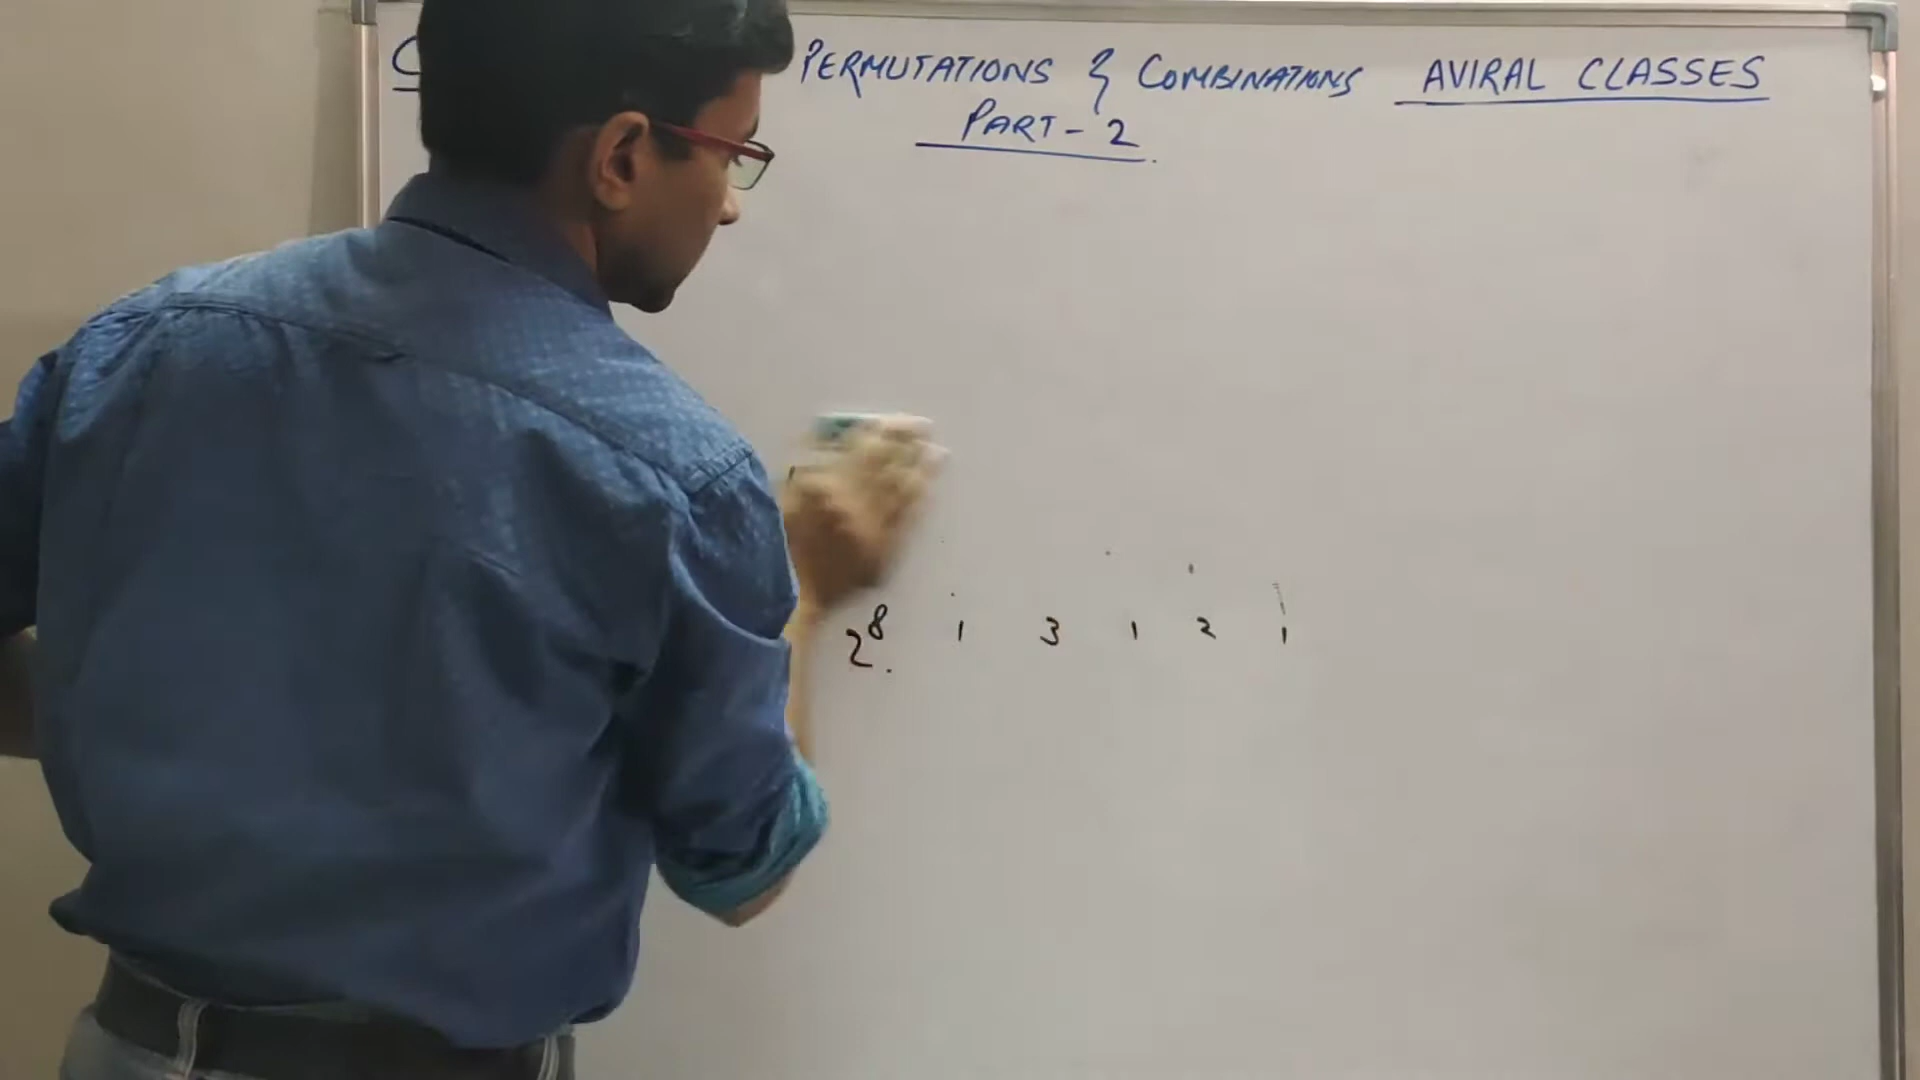 PERMUTATIONS & COMBINATIONS AVIRAL CLASSES
PART - 2
2⁸ 1 3 1 2 1